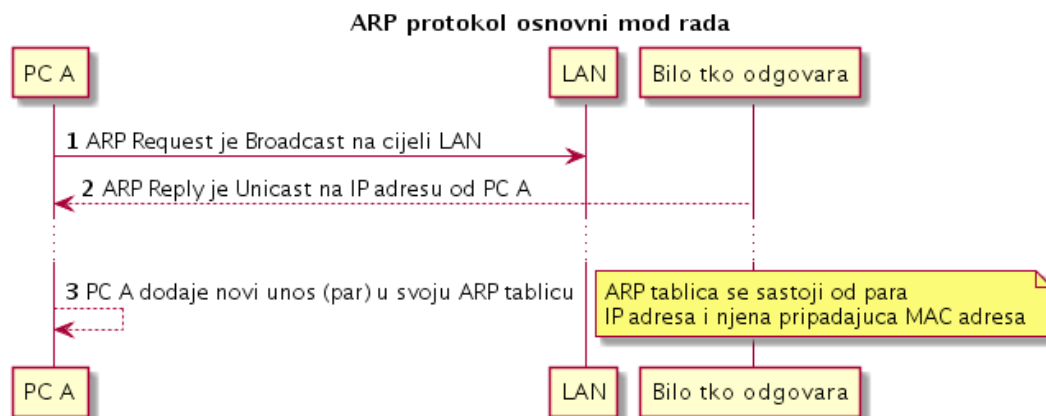 ARP protokol osnovni mod rada
PC A
LAN
Bilo tko odgovara
1 ARP Request je Broadcast na cijeli LAN
2 ARP Reply je Unicast na IP adresu od PC A
3 PC A dodaje novi unos (par) u svoju ARP tablicu
ARP tablica se sastoji od para
IP adresa i njena pripadajuca MAC adresa
PC A
LAN
Bilo tko odgovara